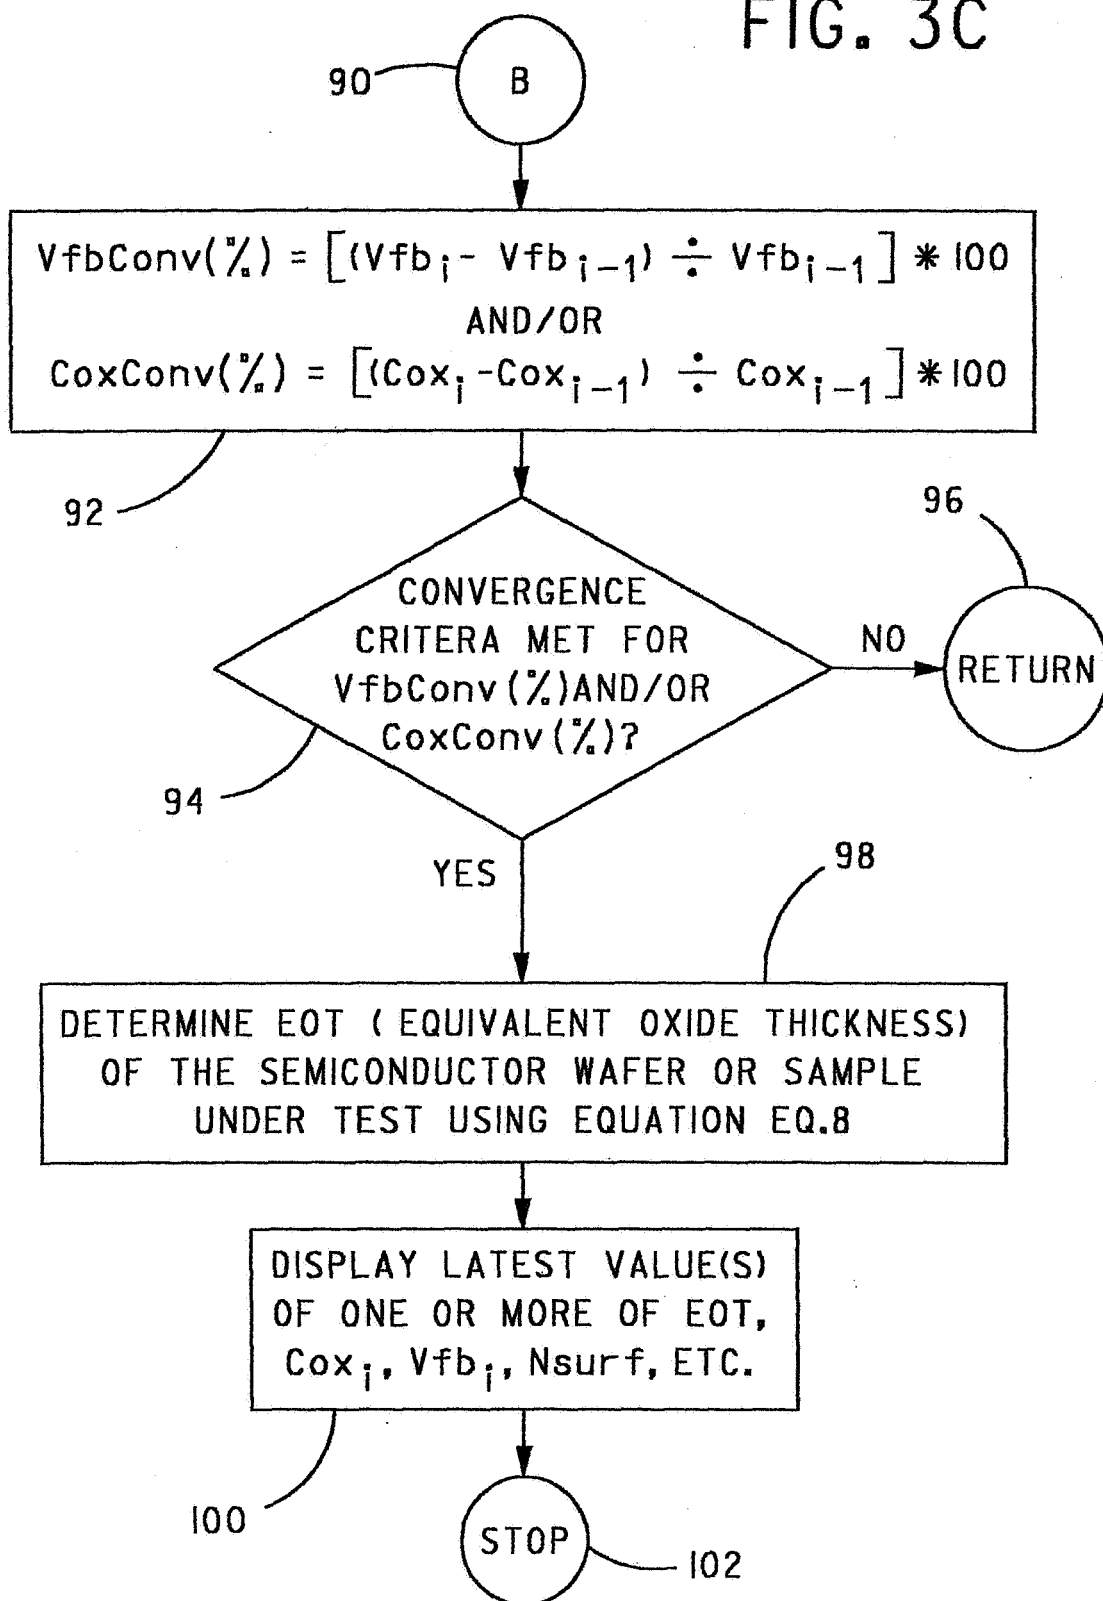 FIG. 3C
90
B
VfbConv(%) = [(Vfbi - Vfbi-1) ÷ Vfbi-1] * 100
AND/OR
CoxConv(%) = [(Coxi - Coxi-1) ÷ Coxi-1] * 100
92
96
CONVERGENCE
CRITERA MET FOR
VfbConv(%)AND/OR
CoxConv(%)?
NO
RETURN
94
YES
98
DETERMINE EOT (EQUIVALENT OXIDE THICKNESS)
OF THE SEMICONDUCTOR WAFER OR SAMPLE
UNDER TEST USING EQUATION EQ.8
DISPLAY LATEST VALUE(S)
OF ONE OR MORE OF EOT,
Coxi, Vfbi, Nsurf, ETC.
100
STOP
102